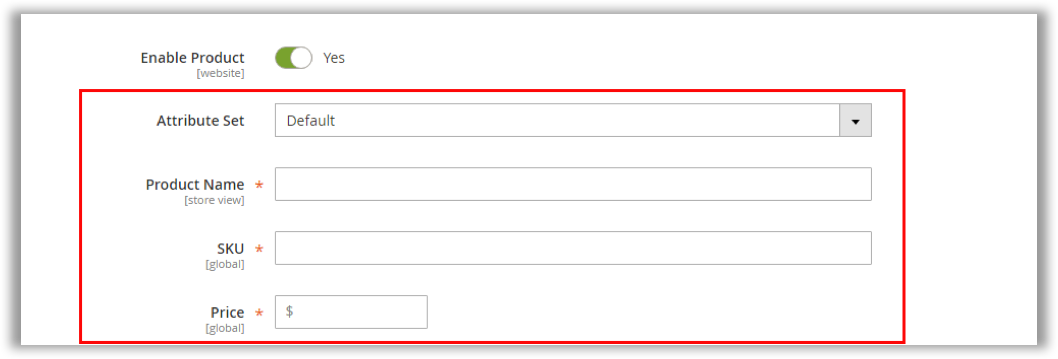 Enable Product Yes
[website]
Attribute Set Default
Product Name *
[store view]
SKU *
[global]
Price * $
[global]